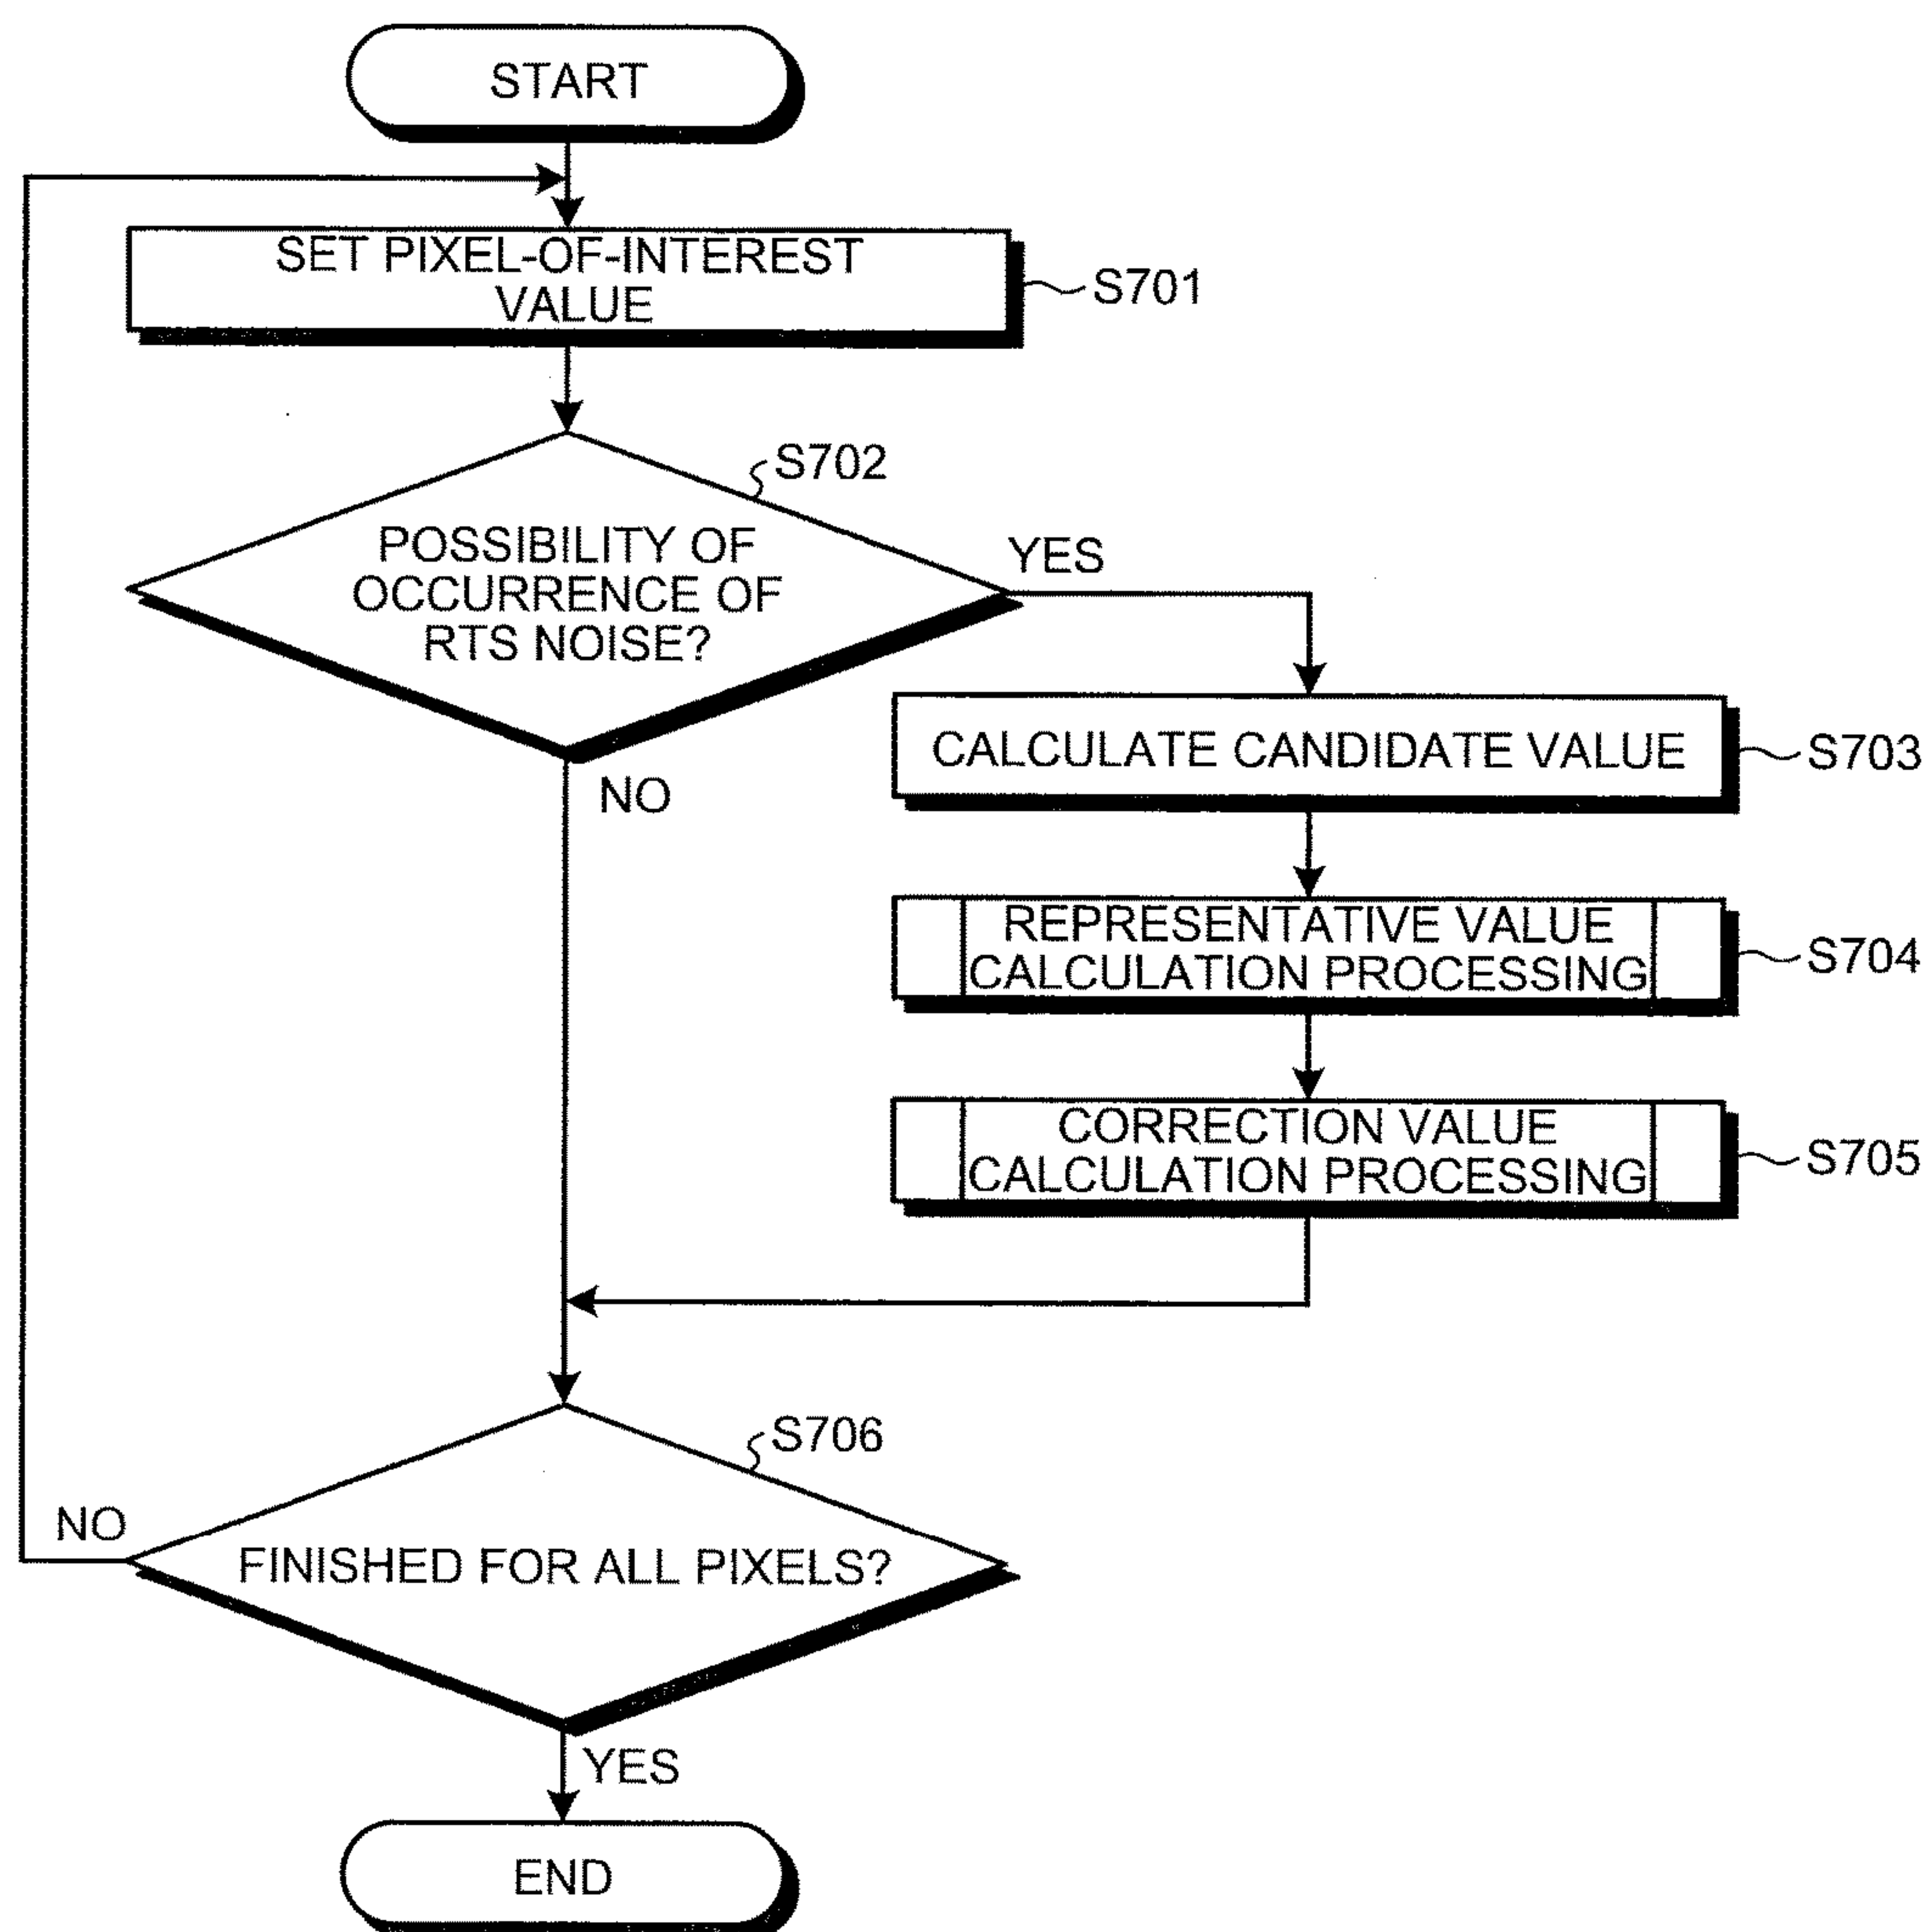 START
SET PIXEL-OF-INTEREST
VALUE
S701
S702
POSSIBILITY OF
OCCURRENCE OF
RTS NOISE?
YES
NO
CALCULATE CANDIDATE VALUE
S703
REPRESENTATIVE VALUE
CALCULATION PROCESSING
S704
CORRECTION VALUE
CALCULATION PROCESSING
S705
S706
NO
FINISHED FOR ALL PIXELS?
YES
END